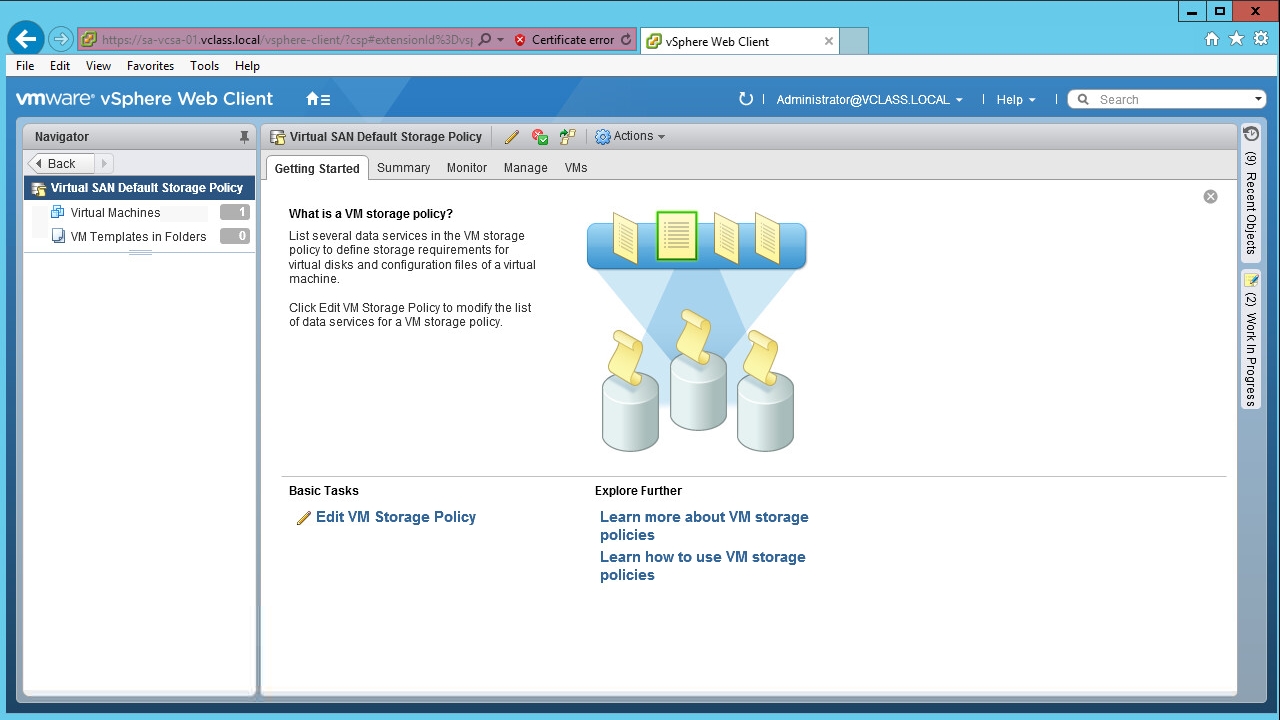 https://sa-vcsa-01.vclass.local/vsphere-client/?csp#extensionId%3Dvsp
Certificate error
vSphere Web Client
File Edit View Favorites Tools Help
vmware® vSphere Web Client
Administrator@VCLASS.LOCAL
Help
Search
Navigator
Back
Virtual SAN Default Storage Policy
Virtual Machines 1
VM Templates in Folders 0
Virtual SAN Default Storage Policy
Actions
Getting Started Summary Monitor Manage VMs
What is a VM storage policy?
List several data services in the VM storage
policy to define storage requirements for
virtual disks and configuration files of a virtual
machine.
Click Edit VM Storage Policy to modify the list
of data services for a VM storage policy.
Basic Tasks
Edit VM Storage Policy
Explore Further
Learn more about VM storage
policies
Learn how to use VM storage
policies
(9) Recent Objects
(2) Work In Progress